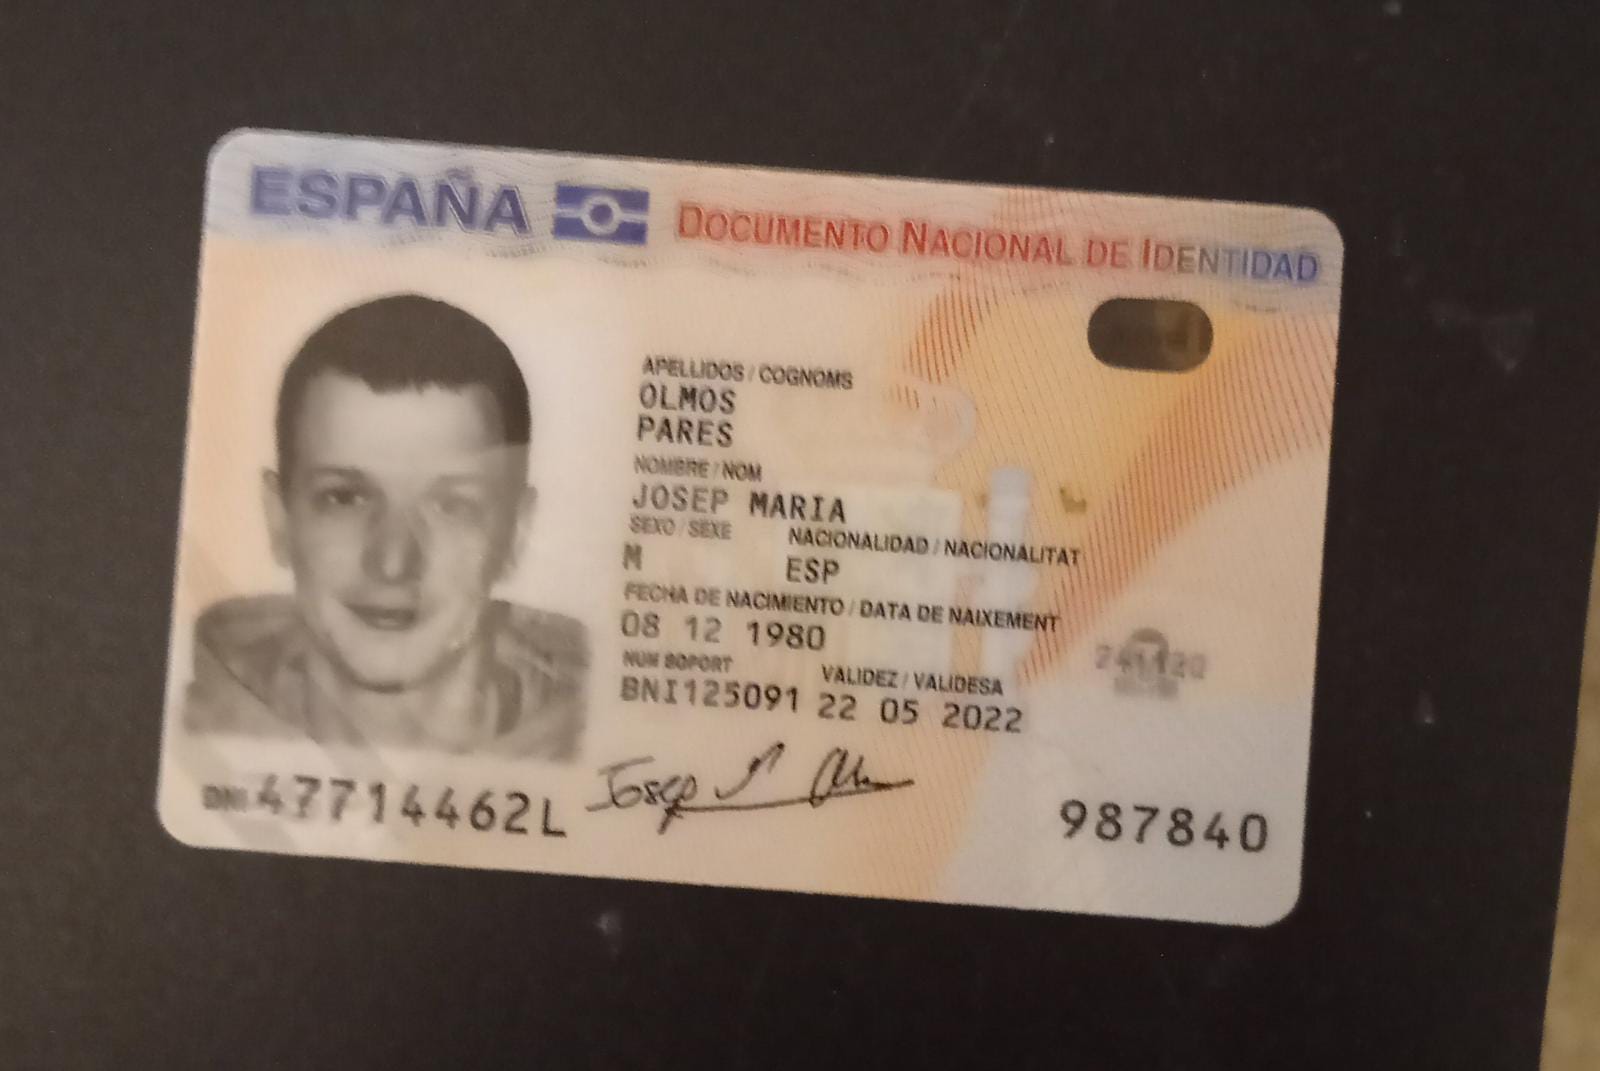 ESPAÑA DOCUMENTO NACIONAL DE IDENTIDAD
APELLIDOS / COGNOMS
OLMOS
PARES
NOMBRE / NOM
JOSEP MARIA
SEXO / SEXE NACIONALIDAD / NACIONALITAT
M ESP
FECHA DE NACIMIENTO / DATA DE NAIXEMENT
08 12 1980
NUM SOPORT VALIDEZ / VALIDESA
BNI125091 22 05 2022
DNI 47714462L Josep M 987840